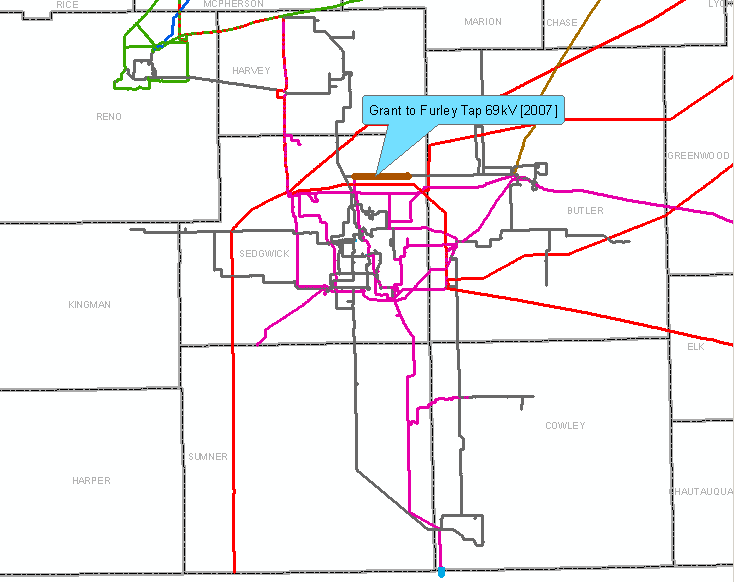 RICE
MCPHERSON
MARION
CHASE
LYO
HARVEY
RENO
Grant to Furley Tap 69kV [2007]
GREENWOOD
BUTLER
SEDGWICK
KINGMAN
ELK
COWLEY
SUMNER
HARPER
HAUTAUQUA